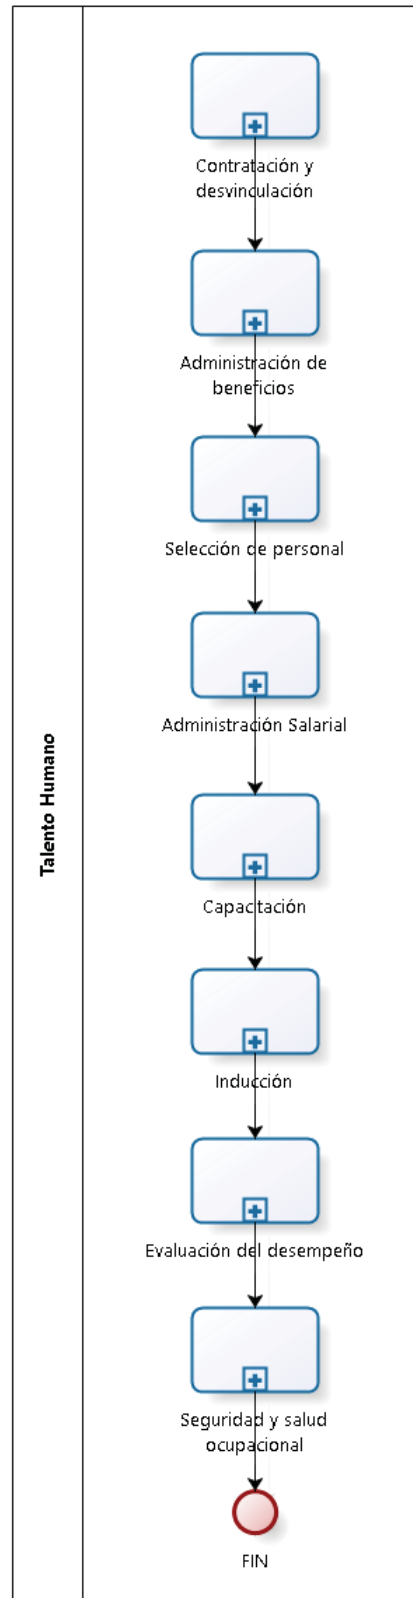 Talento Humano
Contratación y
desvinculación
Administración de
beneficios
Selección de personal
Administración Salarial
Capacitación
Inducción
Evaluación del desempeño
Seguridad y salud
ocupacional
FIN